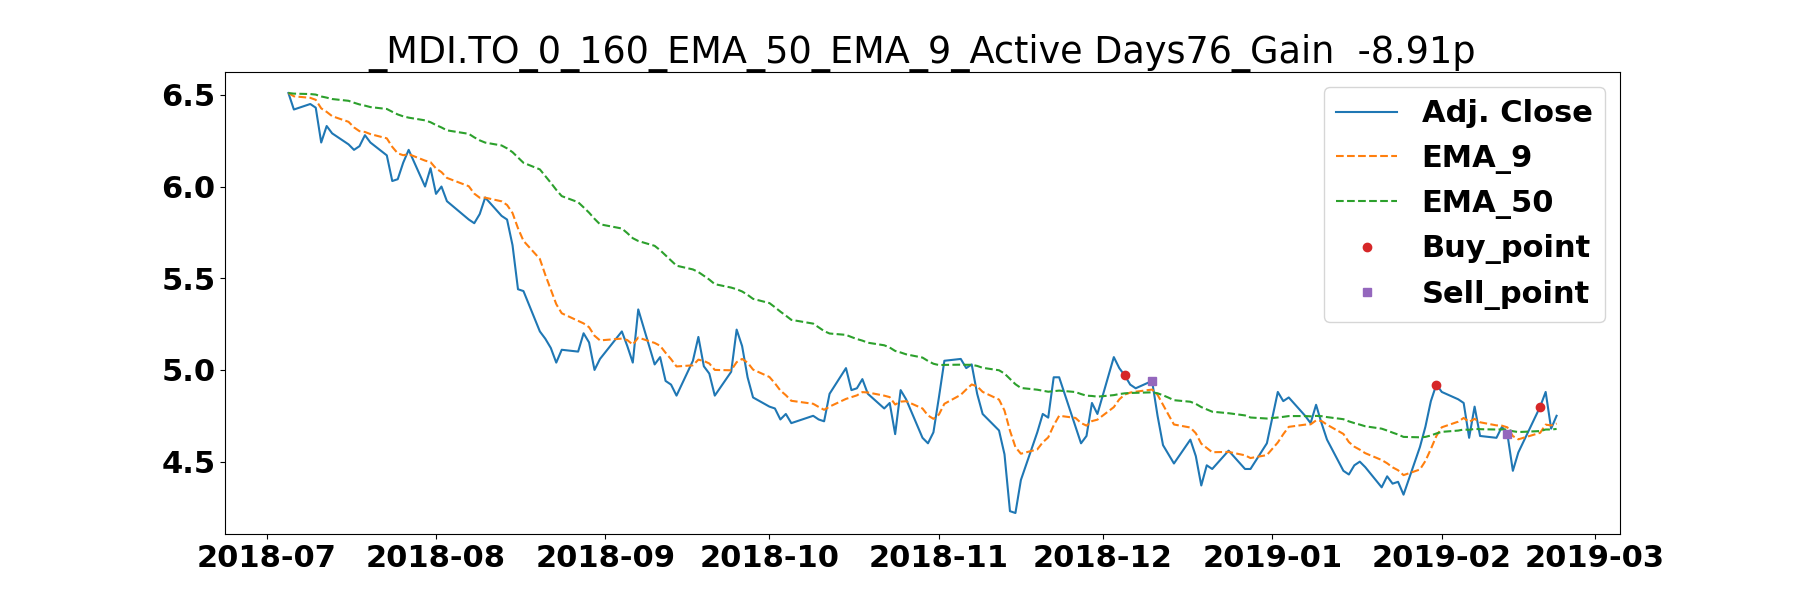 _MDI.TO_0_160_EMA_50_EMA_9_Active Days76_Gain  -8.91p
6.5
6.0
5.5
5.0
4.5
Adj. Close
EMA_9
EMA_50
Buy_point
Sell_point
2018-07 2018-08 2018-09 2018-10 2018-11 2018-12 2019-01 2019-02 2019-03